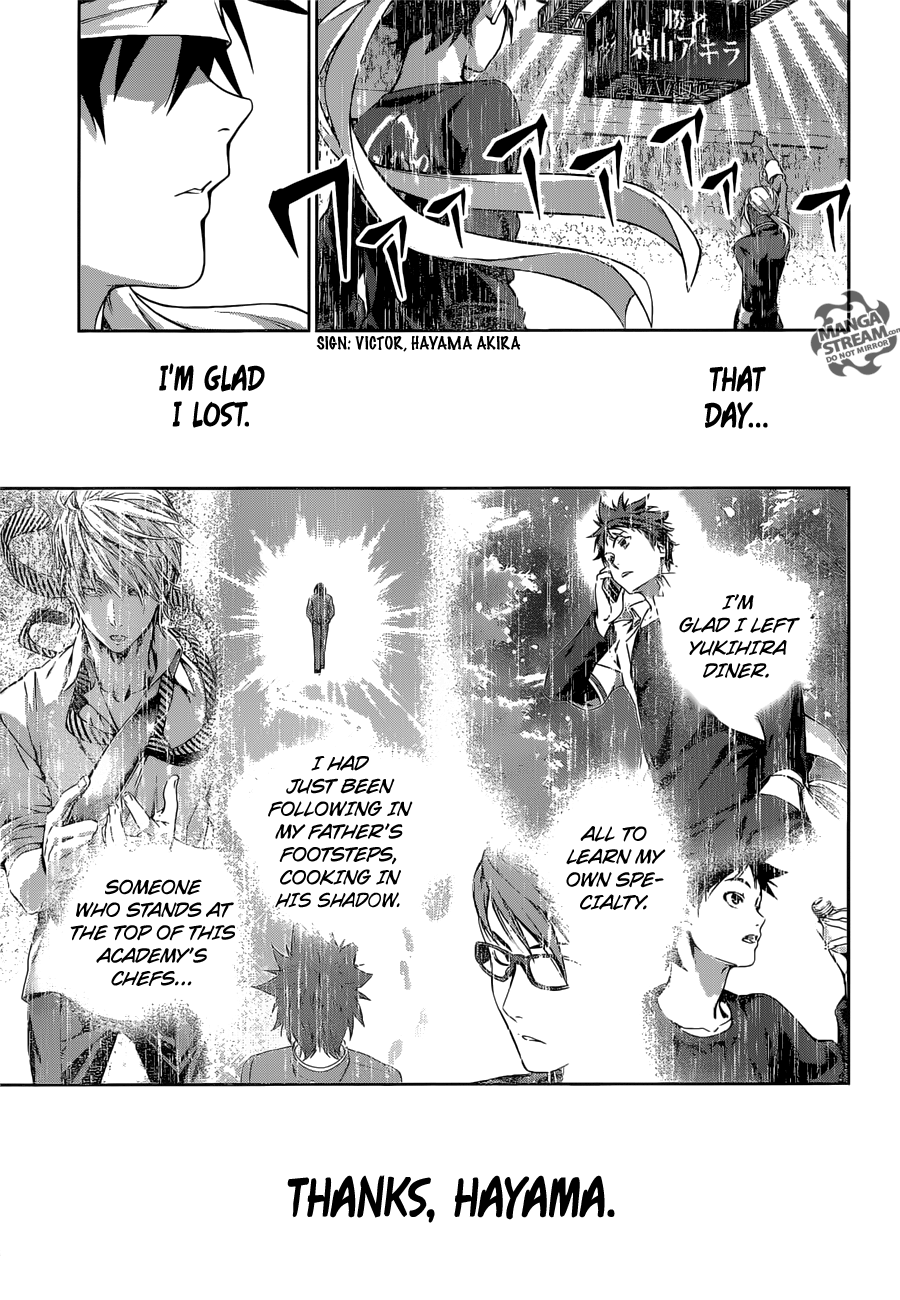 勝者
葉山アキラ
MANGA
STREAM.com
DO NOT MIRROR
SIGN: VICTOR, HAYAMA AKIRA
THAT
DAY...
I'M GLAD
I LOST.
I'M
GLAD I LEFT
YUKIHIRA
DINER.
ALL TO
LEARN MY
OWN SPE-
CIALTY.
I HAD
JUST BEEN
FOLLOWING IN
MY FATHER'S
FOOTSTEPS,
COOKING IN
HIS SHADOW.
SOMEONE
WHO STANDS AT
THE TOP OF THIS
ACADEMY'S
CHEFS...
THANKS, HAYAMA.